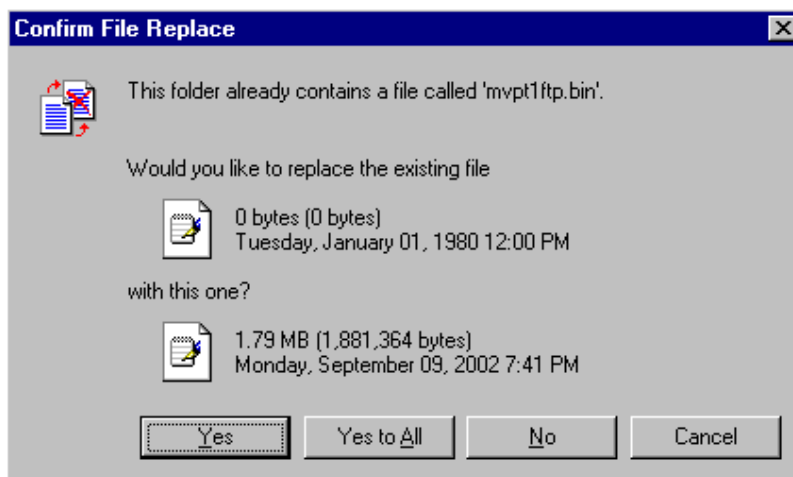 Confirm File Replace
This folder already contains a file called 'mvpt1ftp.bin'.
Would you like to replace the existing file
0 bytes (0 bytes)
Tuesday, January 01, 1980 12:00 PM
with this one?
1.79 MB (1,881,364 bytes)
Monday, September 09, 2002 7:41 PM
Yes Yes to All No Cancel